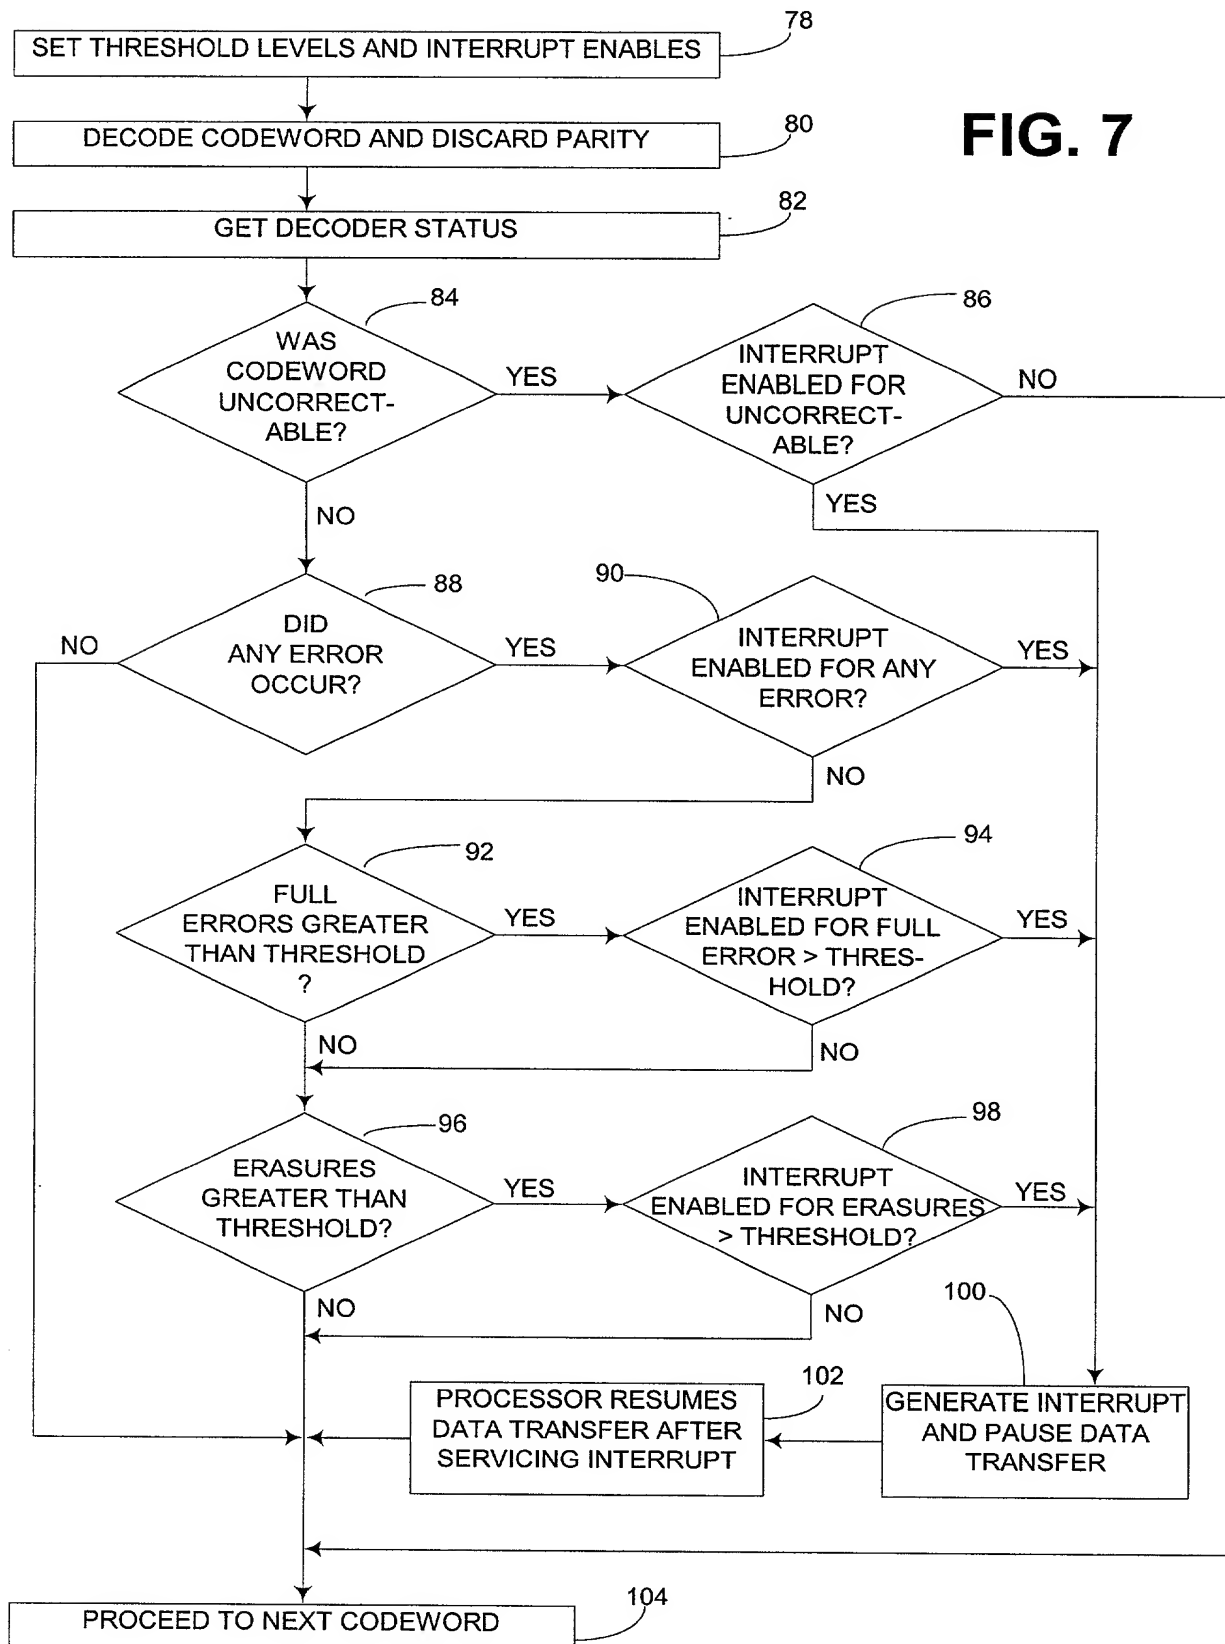 78
SET THRESHOLD LEVELS AND INTERRUPT ENABLES
FIG. 7
80
DECODE CODEWORD AND DISCARD PARITY
82
GET DECODER STATUS
84
WAS
CODEWORD
UNCORRECT-
ABLE?
YES
86
INTERRUPT
ENABLED FOR
UNCORRECT-
ABLE?
NO
YES
NO
88
DID
ANY ERROR
OCCUR?
NO
YES
90
INTERRUPT
ENABLED FOR ANY
ERROR?
YES
NO
92
FULL
ERRORS GREATER
THAN THRESHOLD
?
YES
94
INTERRUPT
ENABLED FOR FULL
ERROR > THRES-
HOLD?
YES
NO
NO
96
ERASURES
GREATER THAN
THRESHOLD?
YES
98
INTERRUPT
ENABLED FOR ERASURES
> THRESHOLD?
YES
NO
NO
100
GENERATE INTERRUPT
AND PAUSE DATA
TRANSFER
102
PROCESSOR RESUMES
DATA TRANSFER AFTER
SERVICING INTERRUPT
104
PROCEED TO NEXT CODEWORD